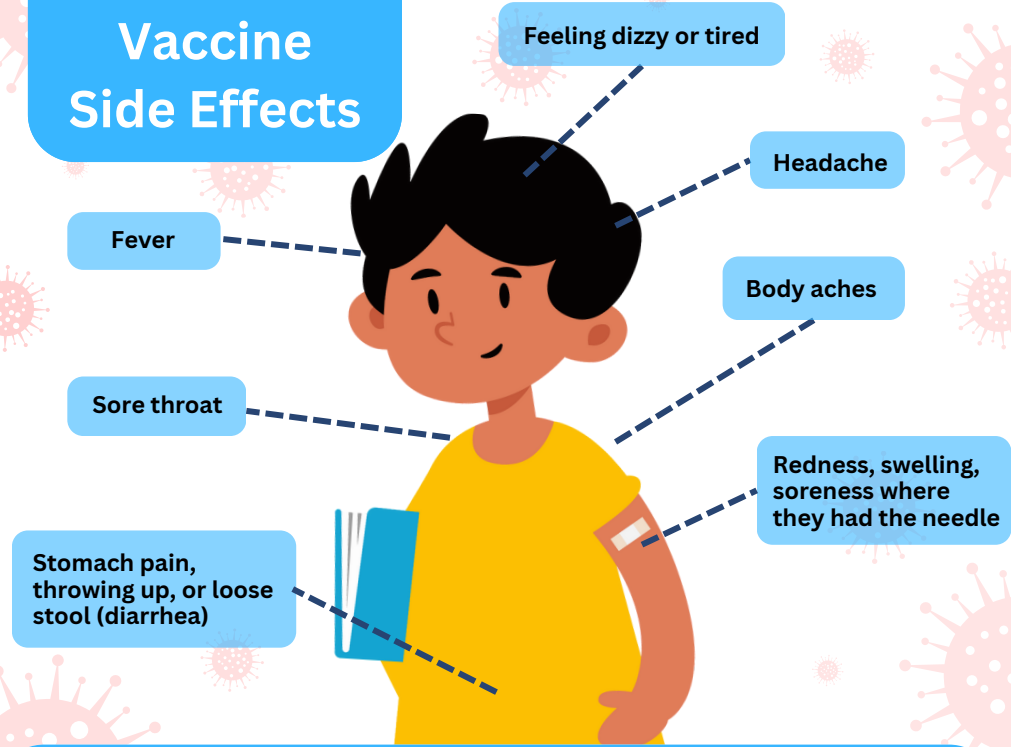 Vaccine
Side Effects
Feeling dizzy or tired
Headache
Fever
Body aches
Sore throat
Redness, swelling,
soreness where
they had the needle
Stomach pain,
throwing up, or loose
stool (diarrhea)